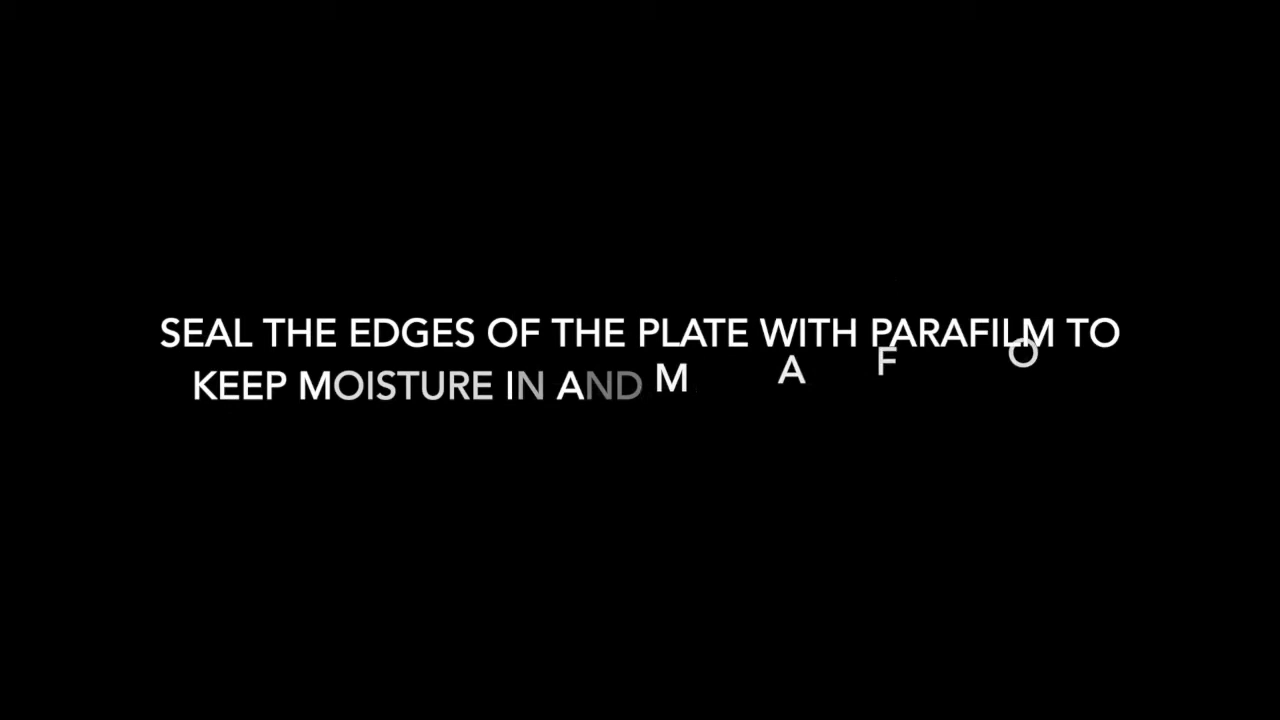 SEAL THE EDGES OF THE PLATE WITH PARAFILM TO
KEEP MOISTURE IN AND M A F O